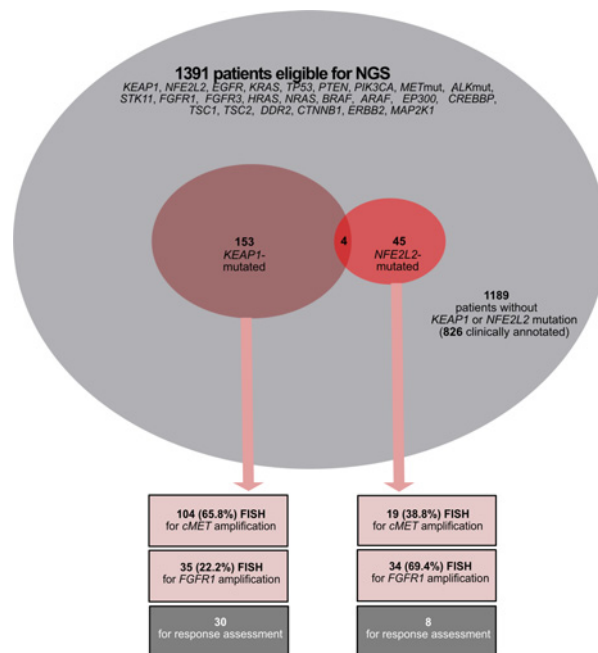 1391 patients eligible for NGS
KEAP1, NFE2L2, EGFR, KRAS, TP53, PTEN, PIK3CA, METmut, ALKmut,
STK11, FGFR1, FGFR3, HRAS, NRAS, BRAF, ARAF, EP300, CREBBP,
TSC1, TSC2, DDR2, CTNNB1, ERBB2, MAP2K1
153
KEAP1-
mutated
4
45
NFE2L2-
mutated
1189
patients without
KEAP1 or NFE2L2 mutation
(826 clinically annotated)
104 (65.8%) FISH
for cMET amplification
35 (22.2%) FISH
for FGFR1 amplification
30
for response assessment
19 (38.8%) FISH
for cMET amplification
34 (69.4%) FISH
for FGFR1 amplification
8
for response assessment